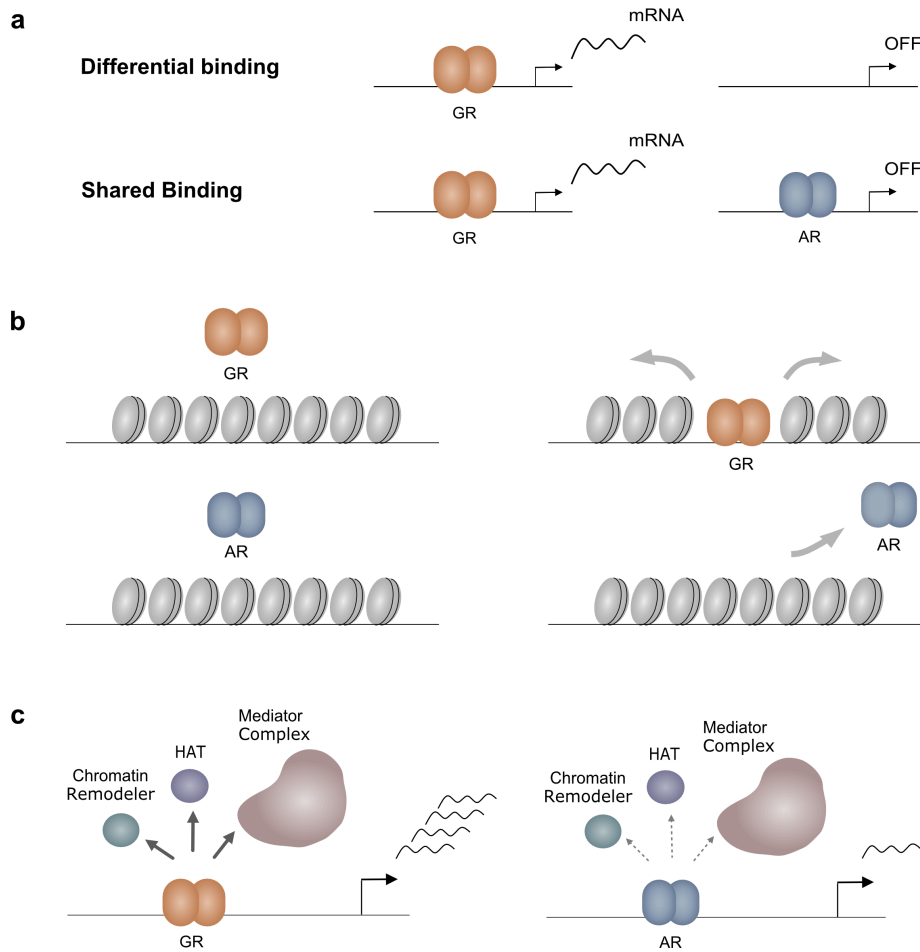 a
mRNA
OFF
Differential binding
GR
mRNA
OFF
Shared Binding
GR
AR
b
GR
GR
AR
AR
c
Mediator
Complex
HAT
Chromatin
Remodeler
GR
Mediator
Complex
HAT
Chromatin
Remodeler
AR